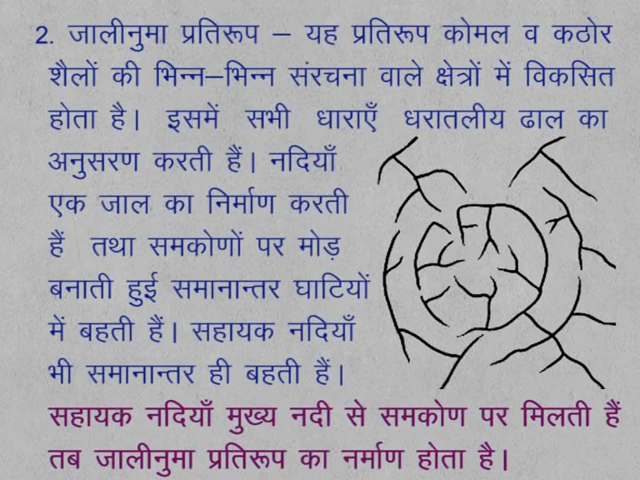 2. जालीनुमा प्रतिरूप – यह प्रतिरूप कोमल व कठोर
शैलों की भिन्न–भिन्न संरचना वाले क्षेत्रों में विकसित
होता है। इसमें सभी धाराएँ धरातलीय ढाल का
अनुसरण करती हैं। नदियाँ
एक जाल का निर्माण करती
हैं तथा समकोणों पर मोड़
बनाती हुई समानान्तर घाटियों
में बहती हैं। सहायक नदियाँ
भी समानान्तर ही बहती हैं।
सहायक नदियाँ मुख्य नदी से समकोण पर मिलती हैं
तब जालीनुमा प्रतिरूप का नर्माण होता है।